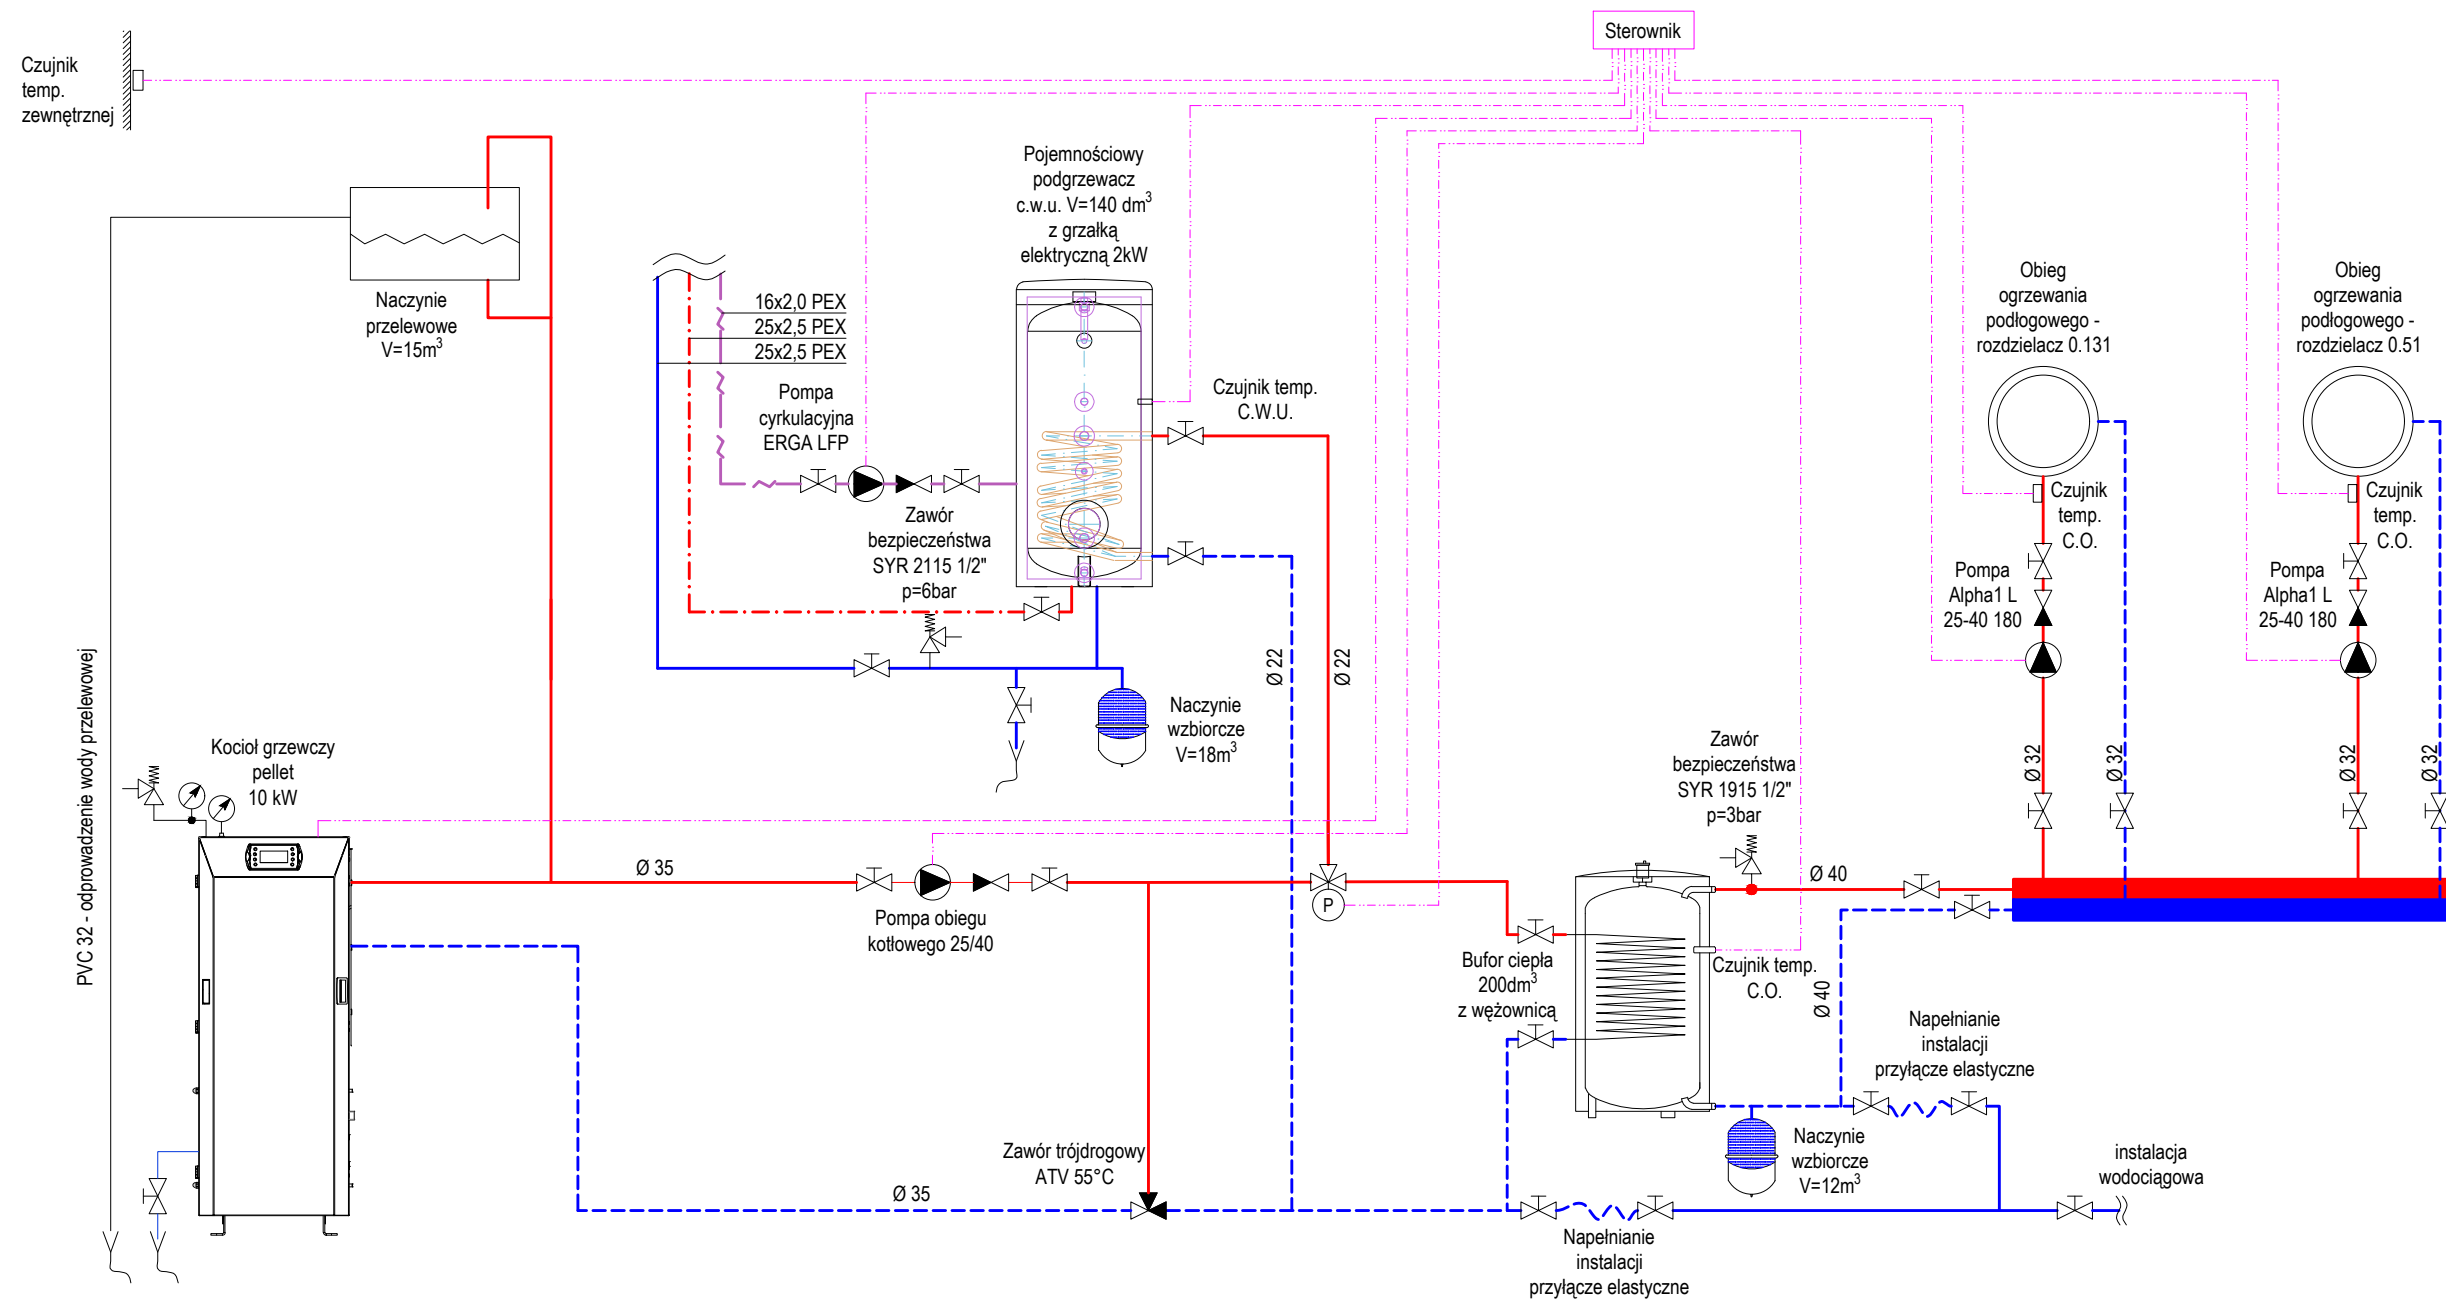 Sterownik
Czujnik
temp.
zewnętrznej
Pojemnościowy
podgrzewacz
c.w.u. V=140 dm³
z grzałką
elektryczną 2kW
Naczynie
przelewowe
V=15m³
16x2,0 PEX
25x2,5 PEX
25x2,5 PEX
Pompa
cyrkulacyjna
ERGA LFP
Czujnik temp.
C.W.U.
Obieg
ogrzewania
podłogowego -
rozdzielacz 0.131
Obieg
ogrzewania
podłogowego -
rozdzielacz 0.51
Zawór
bezpieczeństwa
SYR 2115 1/2"
p=6bar
Czujnik
temp.
C.O.
Czujnik
temp.
C.O.
Pompa
Alpha1 L
25-40 180
Pompa
Alpha1 L
25-40 180
PVC 32 - odprowadzenie wody przelewowej
Kocioł grzewczy
pellet
10 kW
Naczynie
wzbiorcze
V=18m³
Ø 22
Ø 22
Zawór
bezpieczeństwa
SYR 1915 1/2"
p=3bar
Ø 32
Ø 32
Ø 32
Ø 32
Ø 35
Pompa obiegu
kotłowego 25/40
P
Ø 40
Bufor ciepła
200dm³
z wężownicą
Czujnik temp.
C.O.
Ø 40
Napełnianie
instalacji
przyłącze elastyczne
Zawór trójdrogowy
ATV 55°C
Ø 35
Naczynie
wzbiorcze
V=12m³
instalacja
wodociągowa
Napełnianie
instalacji
przyłącze elastyczne